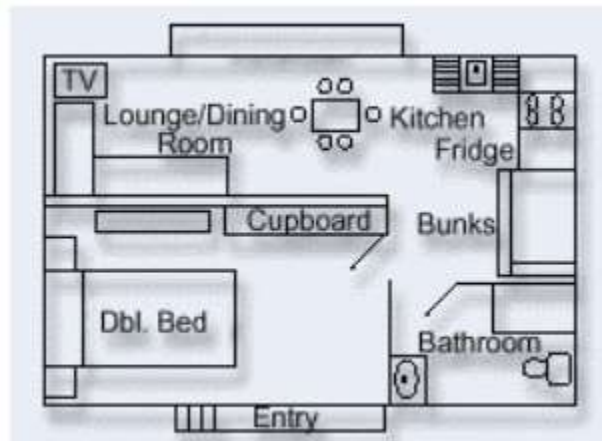 TV
Lounge/Dining
Room
Kitchen
Fridge
Cupboard
Bunks
Dbl. Bed
Bathroom
Entry